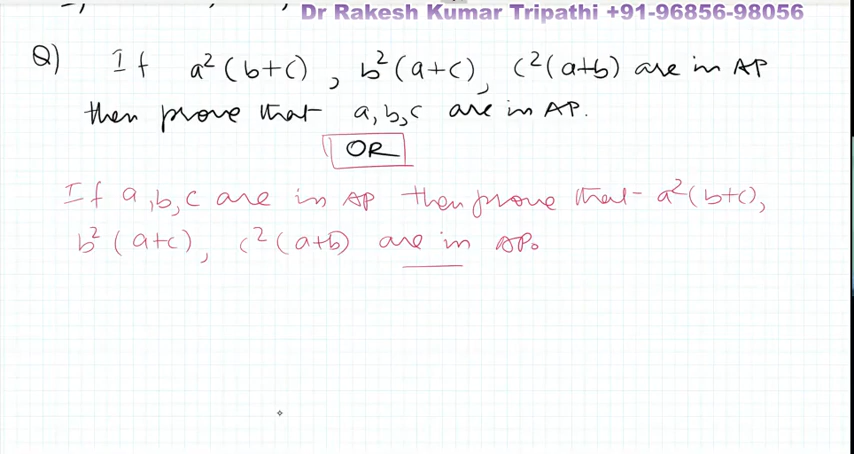 Dr Rakesh Kumar Tripathi +91-96856-98056
Q) If a²(b+c), b²(a+c), c²(a+b) are in AP
then prove that a,b,c are in AP.
OR
If a,b,c are in AP then prove that a²(b+c),
b²(a+c), c²(a+b) are in AP.